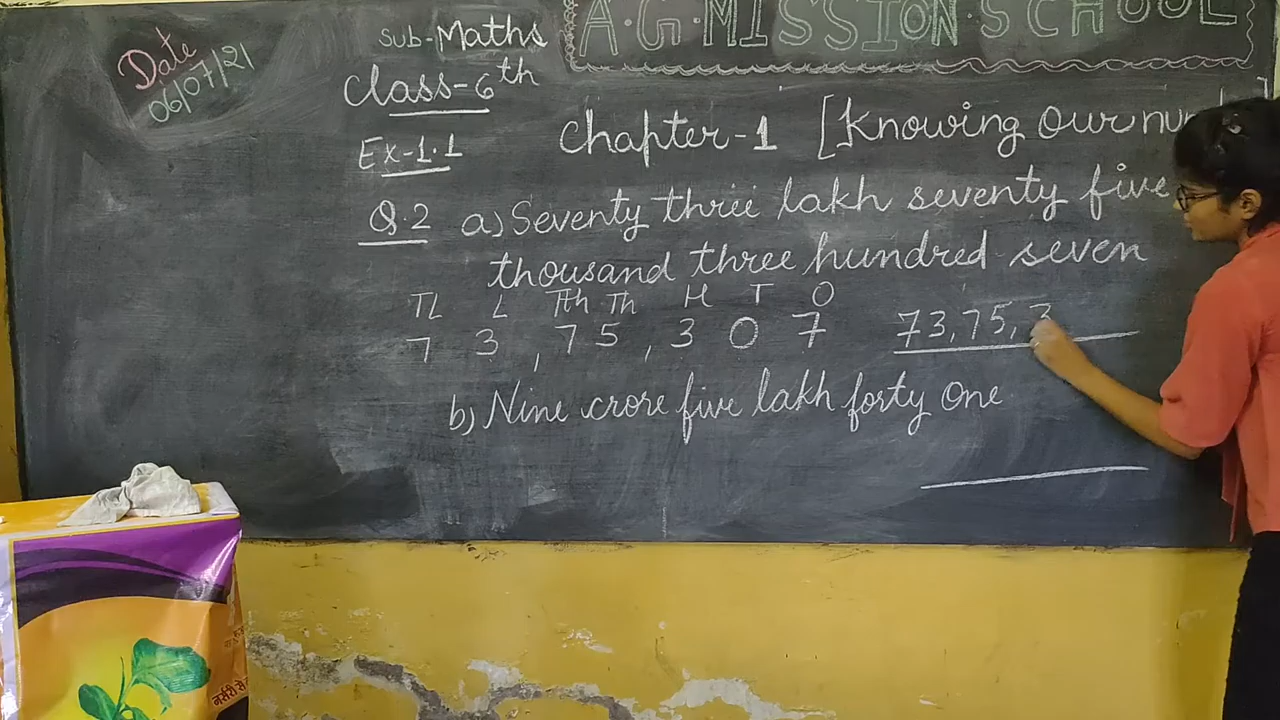 A.G.MISSION.SCHOOL
Date
06/07/21
Sub-Maths
Class-6th
Ex-1.1
Chapter-1 [Knowing Our nu
Q.2 a) Seventy three lakh seventy five
thousand three hundred seven
TL L Tth Th H T O
7 3 , 7 5 , 3 0 7 73,75,3
b) Nine crore five lakh forty One
नर्सरी से